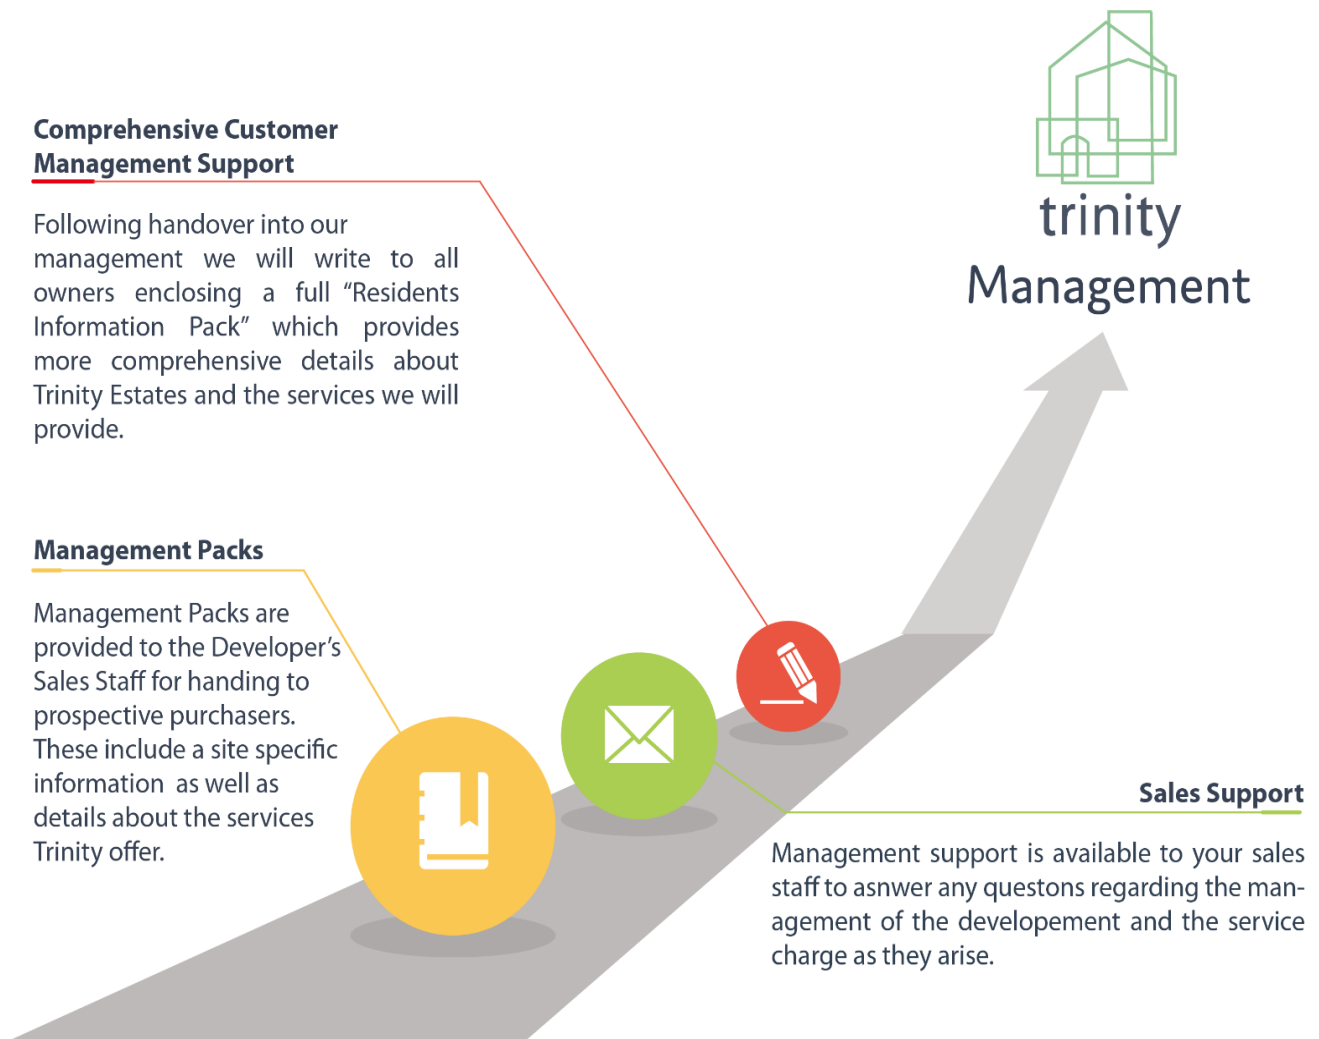 trinity
Management
Comprehensive Customer
Management Support
Following handover into our
management we will write to all
owners enclosing a full “Residents
Information Pack” which provides
more comprehensive details about
Trinity Estates and the services we will
provide.
Management Packs
Management Packs are
provided to the Developer’s
Sales Staff for handing to
prospective purchasers.
These include a site specific
information as well as
details about the services
Trinity offer.
Sales Support
Management support is available to your sales
staff to asnwer any questons regarding the man-
agement of the developement and the service
charge as they arise.